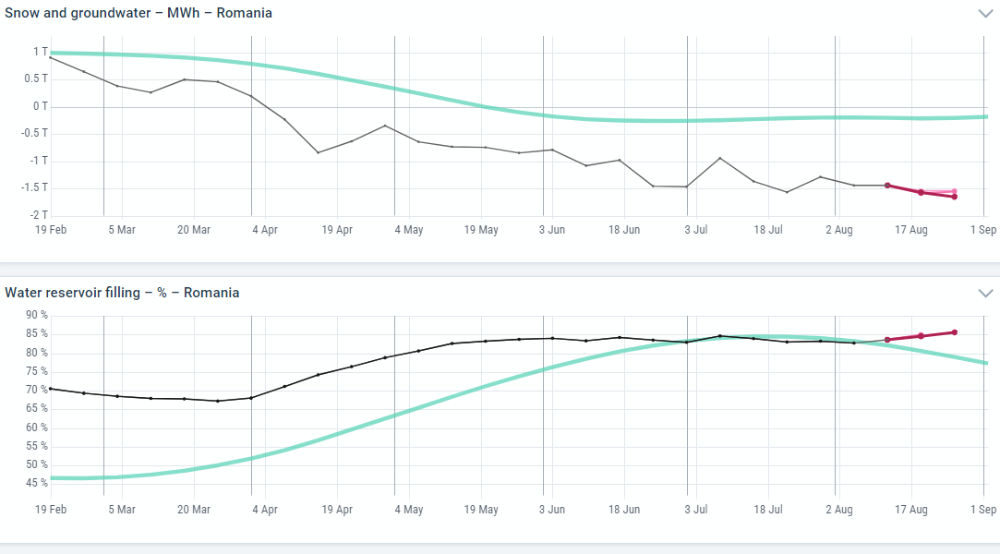 Snow and groundwater – MWh – Romania
1 T
0.5 T
0 T
-0.5 T
-1 T
-1.5 T
-2 T
19 Feb 5 Mar 20 Mar 4 Apr 19 Apr 4 May 19 May 3 Jun 18 Jun 3 Jul 18 Jul 2 Aug 17 Aug 1 Sep
Water reservoir filling – % – Romania
90 %
85 %
80 %
75 %
70 %
65 %
60 %
55 %
50 %
45 %
19 Feb 5 Mar 20 Mar 4 Apr 19 Apr 4 May 19 May 3 Jun 18 Jun 3 Jul 18 Jul 2 Aug 17 Aug 1 Sep